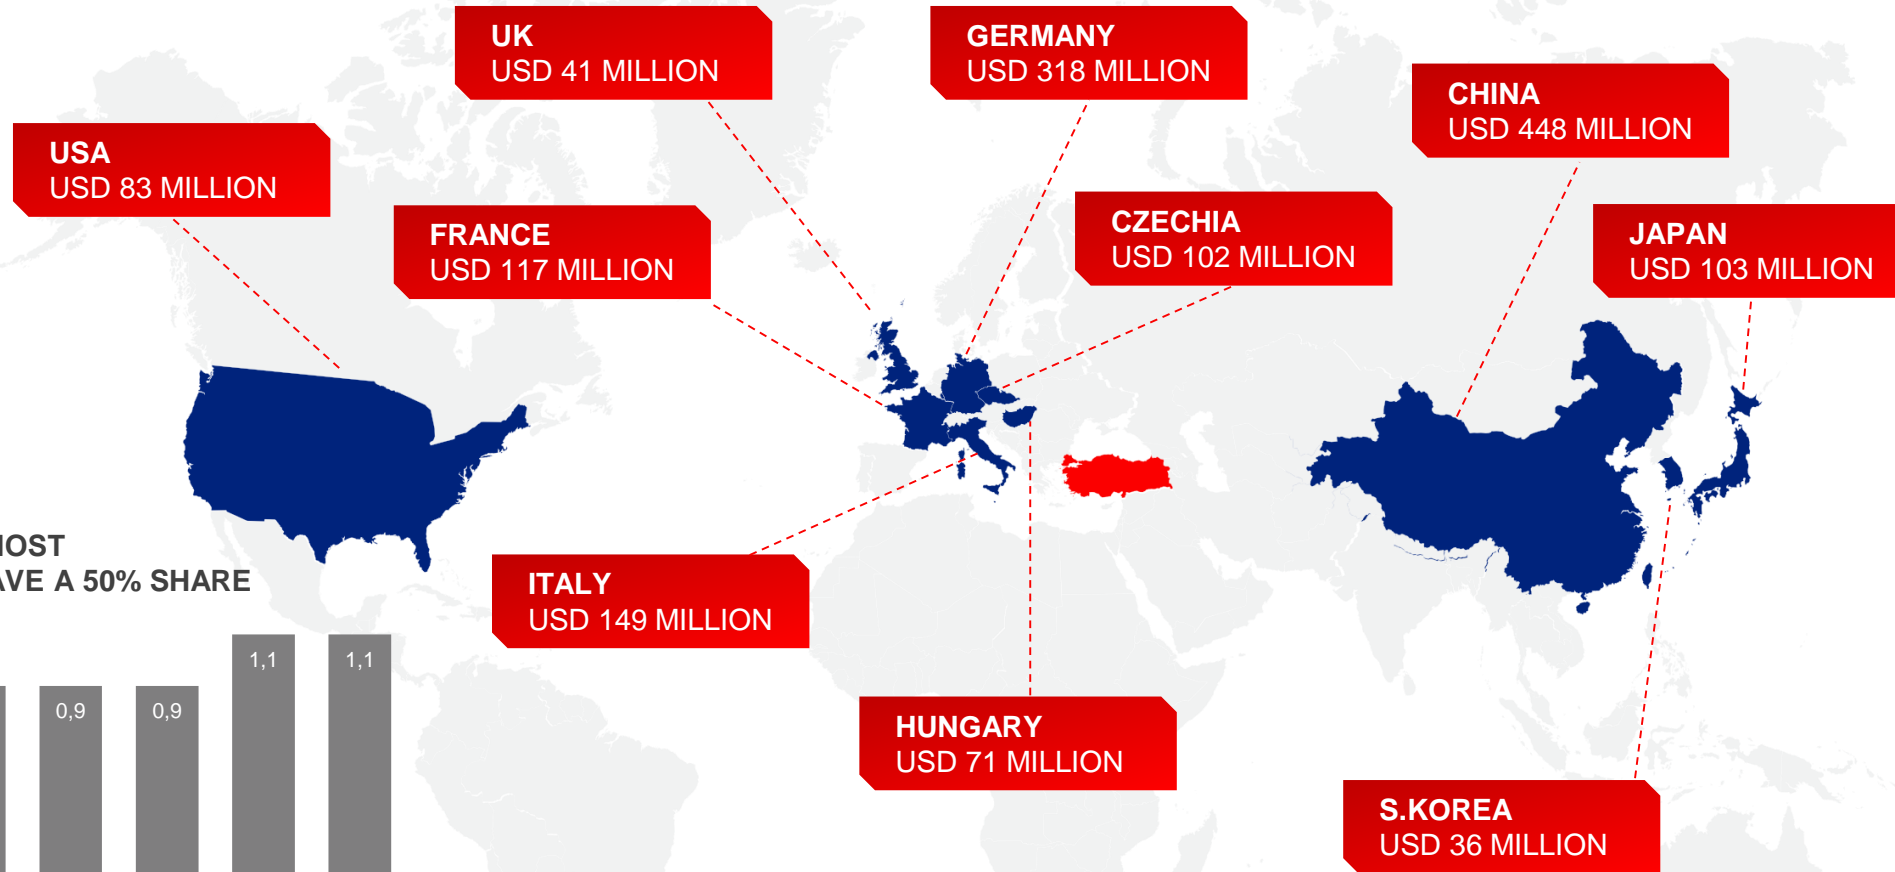 UK
USD 41 MILLION
GERMANY
USD 318 MILLION
CHINA
USD 448 MILLION
USA
USD 83 MILLION
FRANCE
USD 117 MILLION
CZECHIA
USD 102 MILLION
JAPAN
USD 103 MILLION
A 50% SHARE
ITALY
USD 149 MILLION
HUNGARY
USD 71 MILLION
S.KOREA
USD 36 MILLION
0,9
0,9
1,1
1,1